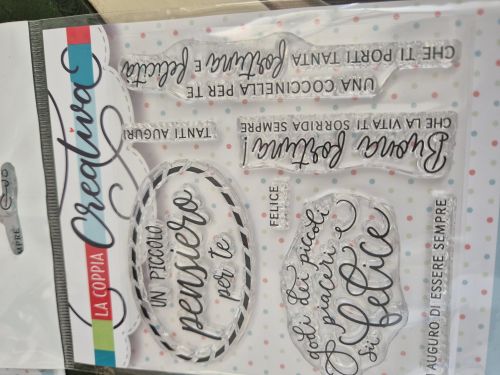 LA COPPIA
Creativa
UN PICCOLO
pensiero
per te
TANTI AUGURI
UNA COCCINELLA PER TE
CHE TI PORTI TANTA fortuna E felicità
FELICE
Buona fortuna!
CHE LA VITA TI SORRIDA SEMPRE
godi dei piccoli
piaceri e
sii felice
AUGURO DI ESSERE SEMPRE